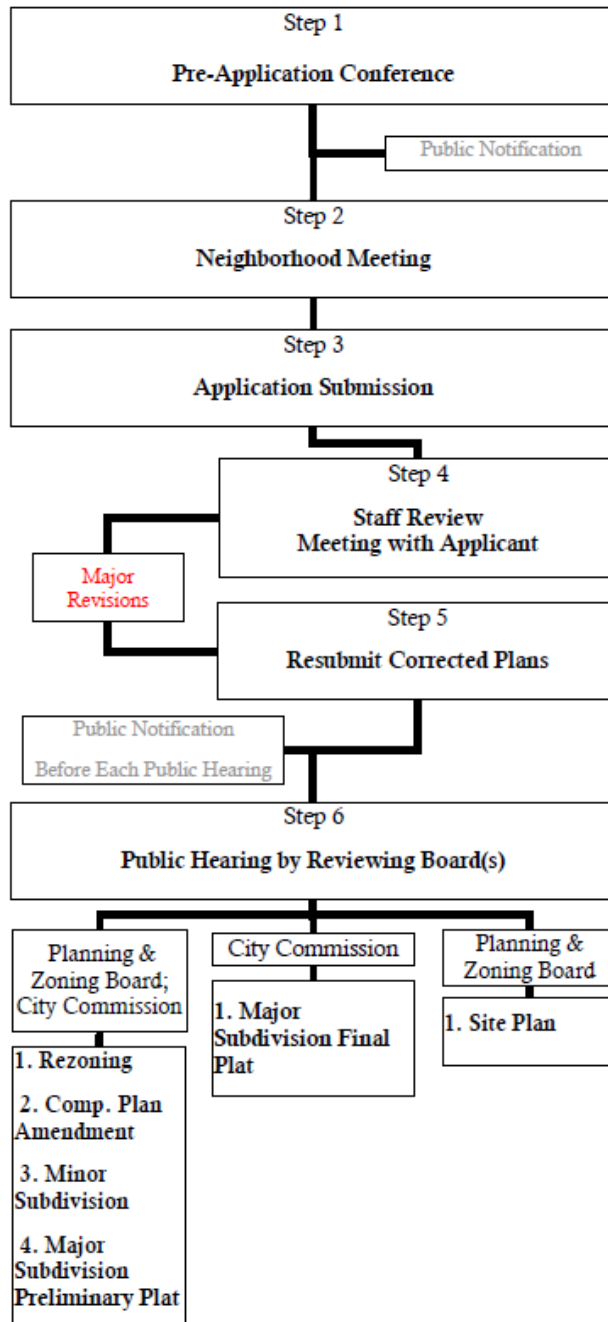 Step 1
Pre-Application Conference
Public Notification
Step 2
Neighborhood Meeting
Step 3
Application Submission
Step 4
Staff Review
Meeting with Applicant
Major
Revisions
Step 5
Resubmit Corrected Plans
Public Notification
Before Each Public Hearing
Step 6
Public Hearing by Reviewing Board(s)
Planning &
Zoning Board;
City Commission
1. Rezoning
2. Comp. Plan
Amendment
3. Minor
Subdivision
4. Major
Subdivision
Preliminary Plat
City Commission
1. Major
Subdivision Final
Plat
Planning &
Zoning Board
1. Site Plan